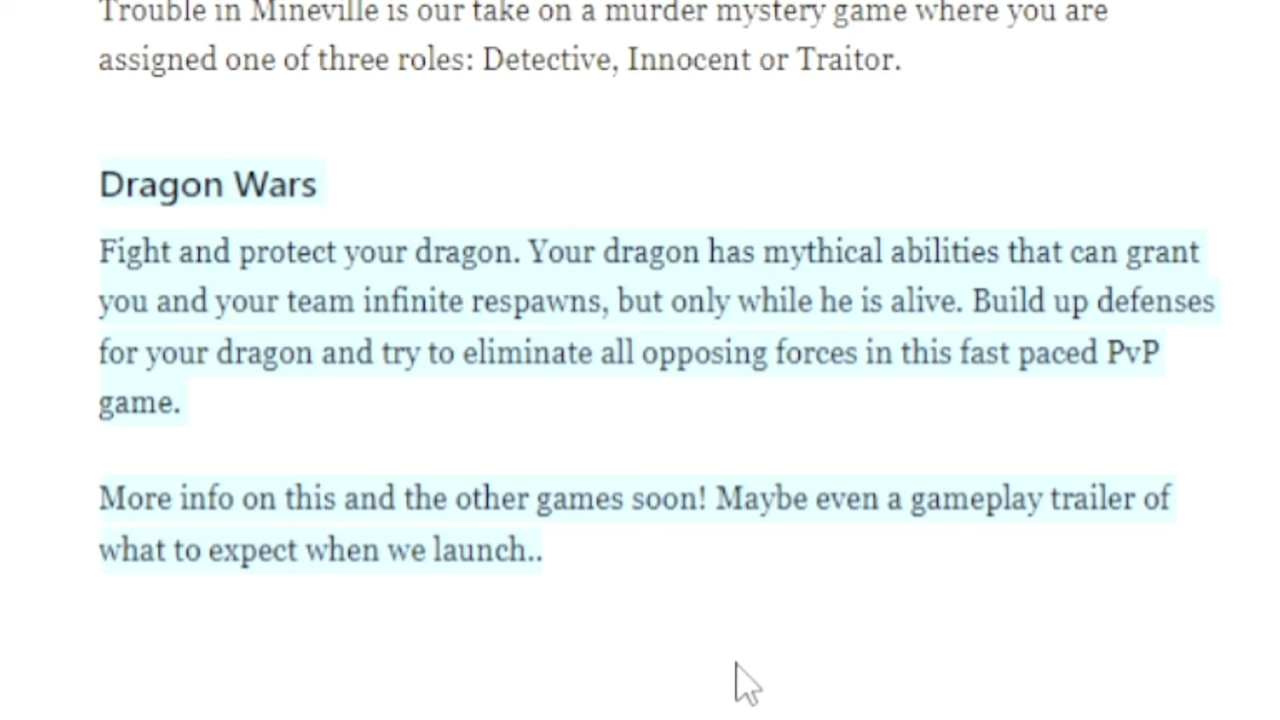 Trouble in Mineville is our take on a murder mystery game where you are
assigned one of three roles: Detective, Innocent or Traitor.
Dragon Wars
Fight and protect your dragon. Your dragon has mythical abilities that can grant
you and your team infinite respawns, but only while he is alive. Build up defenses
for your dragon and try to eliminate all opposing forces in this fast paced PvP
game.
More info on this and the other games soon! Maybe even a gameplay trailer of
what to expect when we launch..